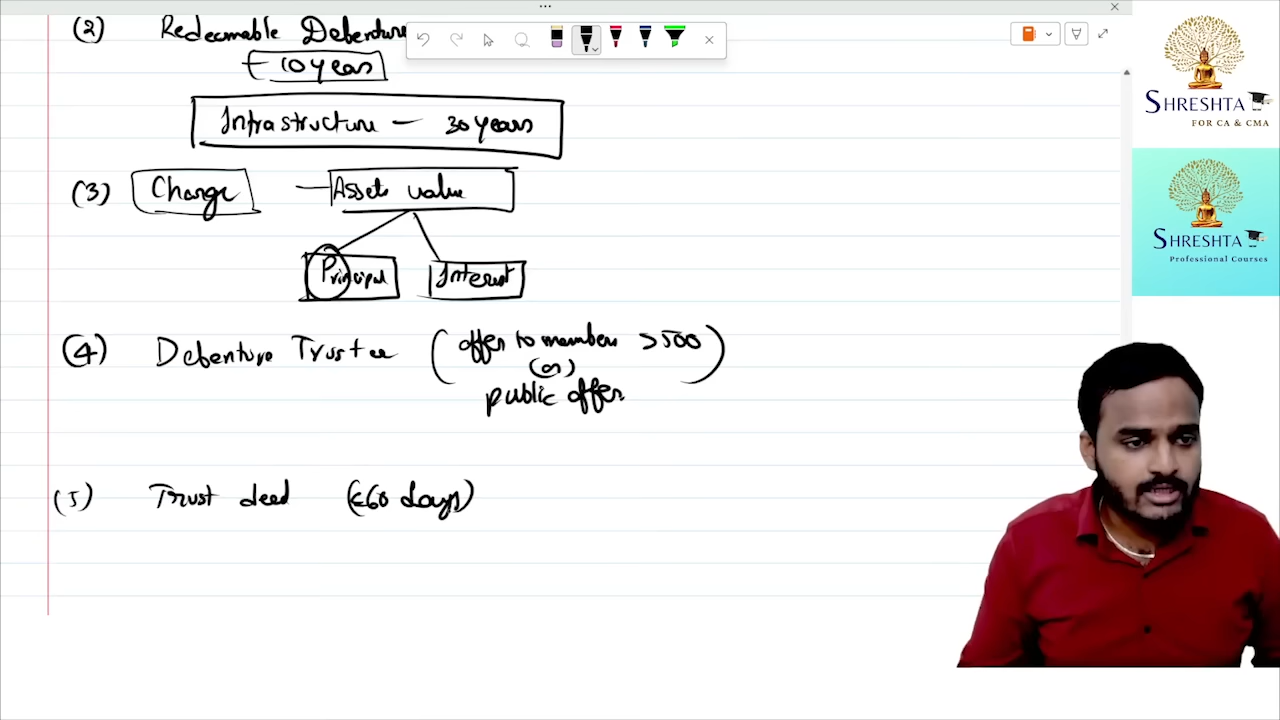 (2) Redeemable Debenture
- 10 years
Infrastructure - 30 years
(3) Charge - Assets value
Principal Interest
(4) Debenture Trustee (offer to members >500
(or)
public offer)
(5) Trust deed (≤60 days)
SHRESHTA
FOR CA & CMA
SHRESHTA
Professional Courses